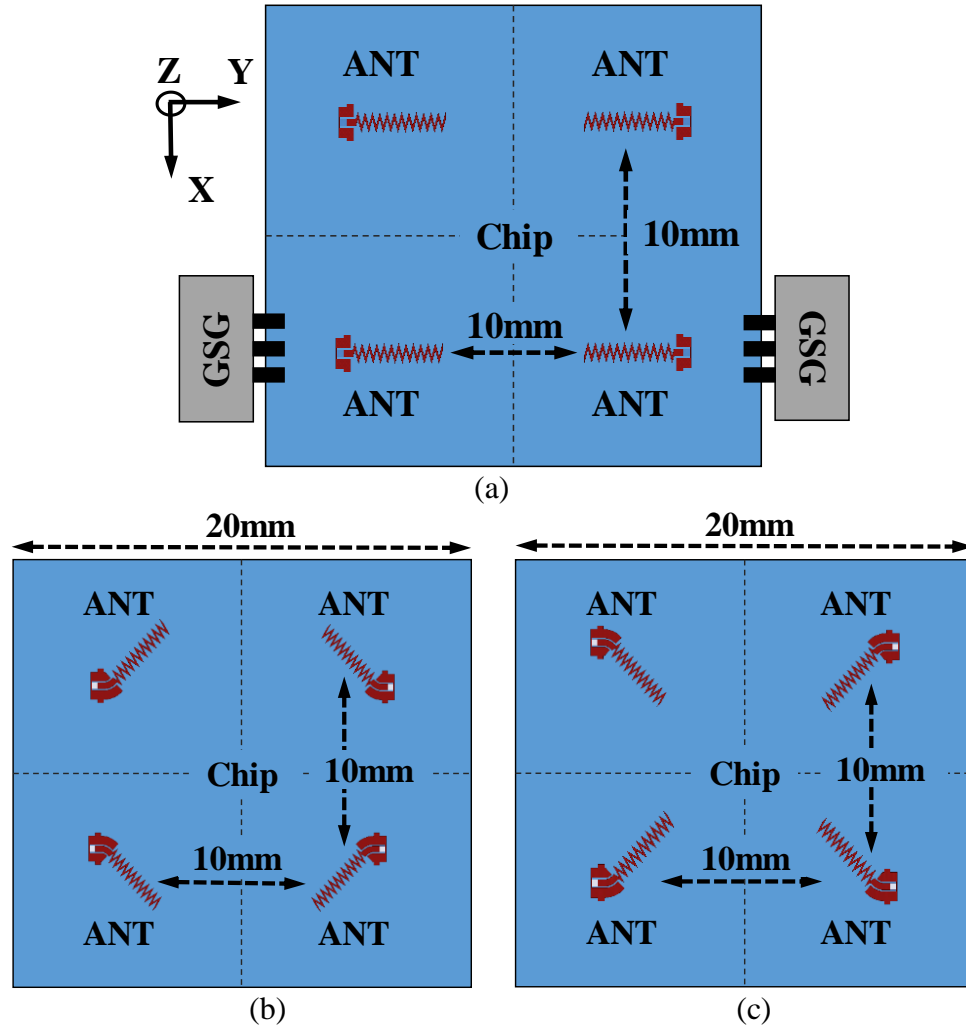 ANT ANT
Z Y
X
Chip
10mm
10mm
GSG GSG
ANT ANT
(a)
20mm 20mm
ANT ANT ANT ANT
Chip 10mm Chip 10mm
10mm 10mm
ANT ANT ANT ANT
(b) (c)